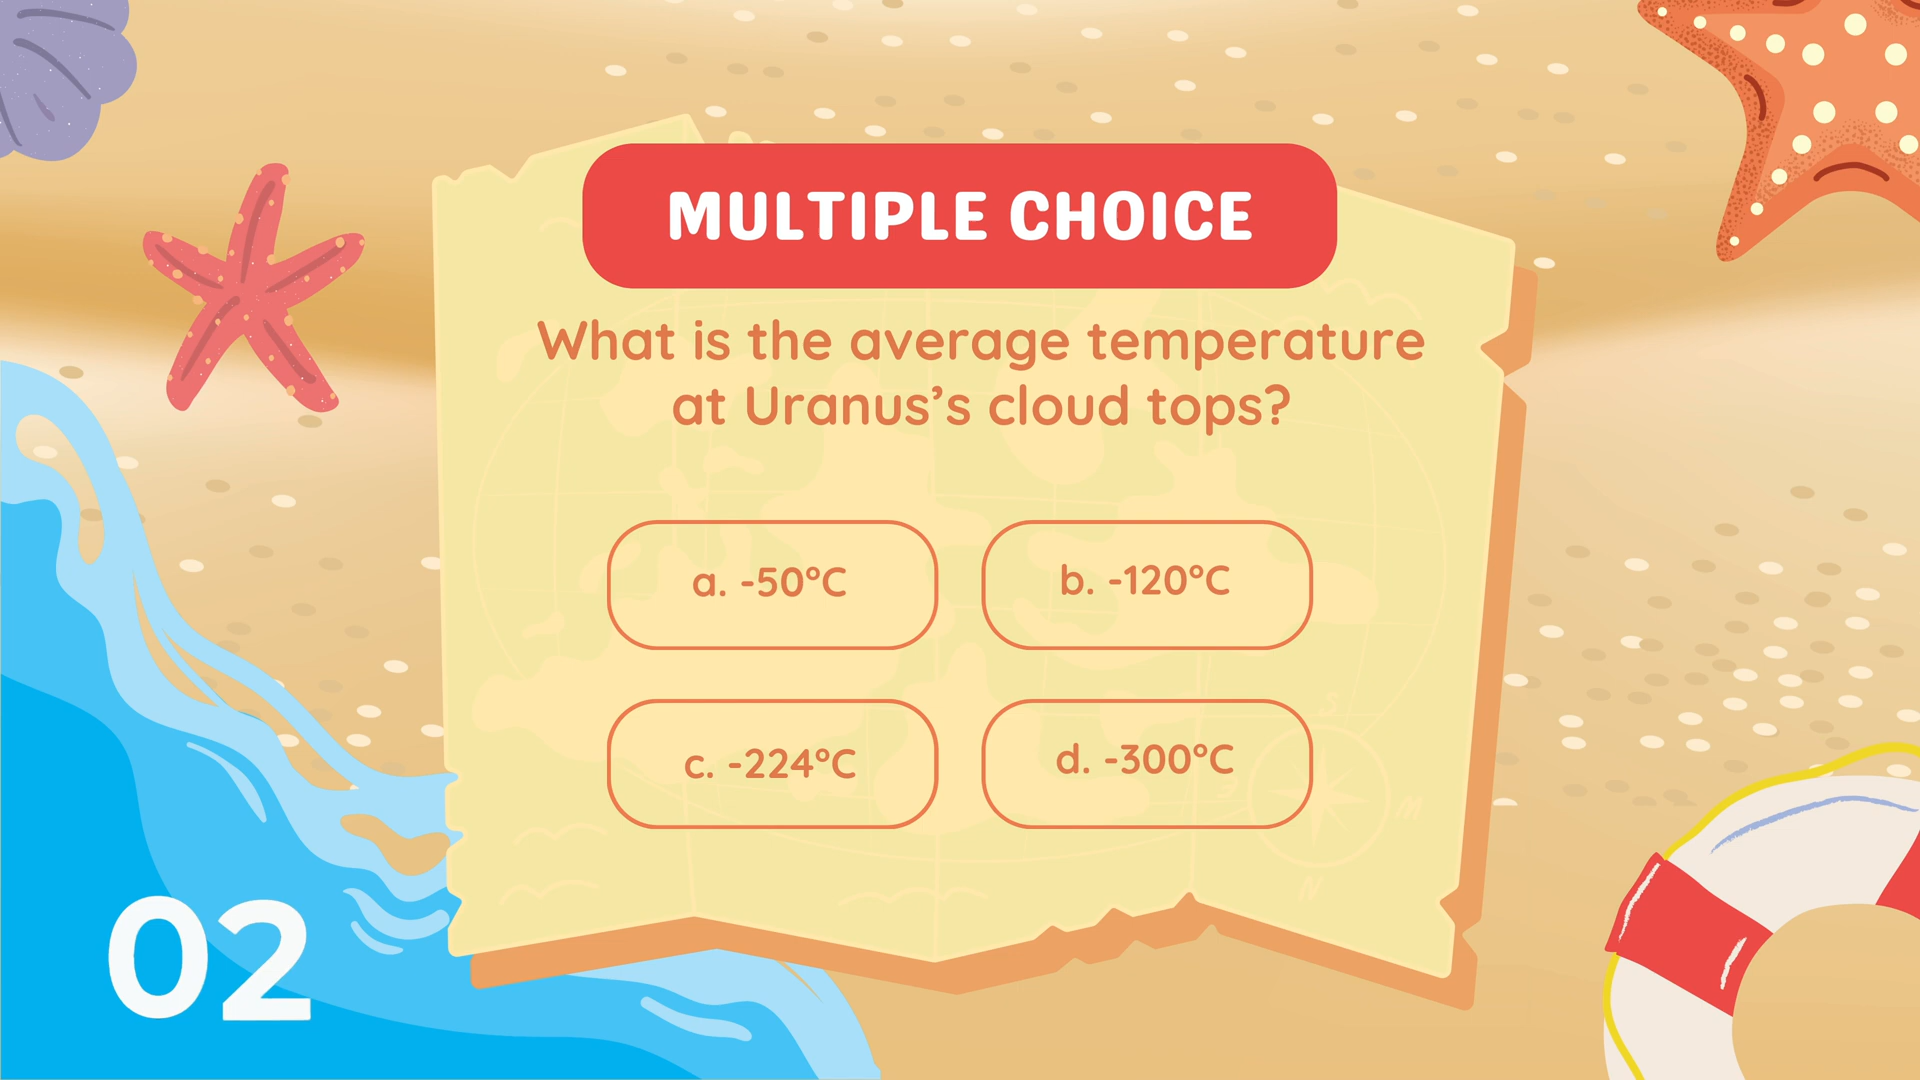 MULTIPLE CHOICE
What is the average temperature
at Uranus’s cloud tops?
a. -50°C
b. -120°C
c. -224°C
d. -300°C
S
E
M
N
02